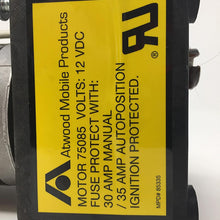 Atwood Mobile Products
MOTOR 75085 VOLTS: 12 VDC
FUSE PROTECT WITH:
30 AMP MANUAL
/ 35 AMP AUTOPOSITION
IGNITION PROTECTED.
MPD# 85335